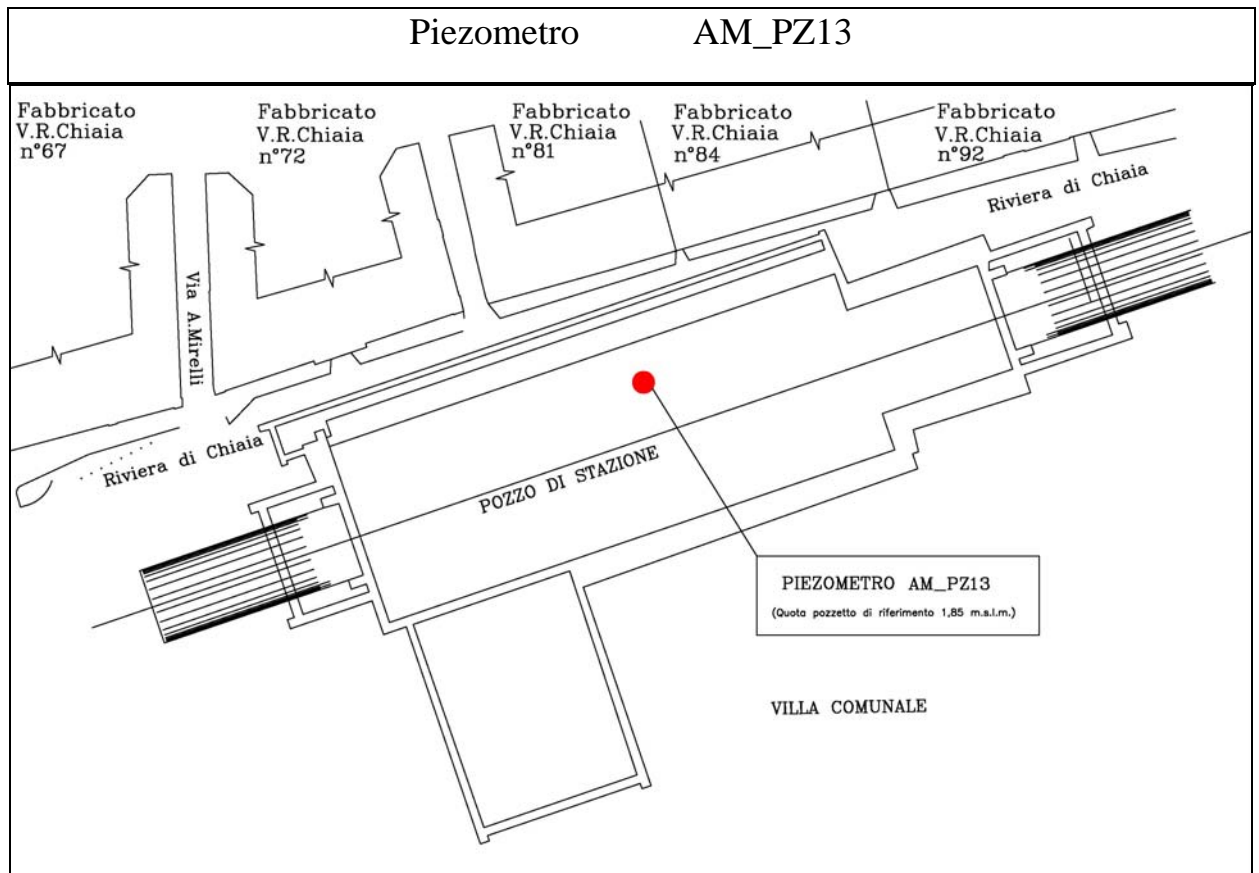 Piezometro AM_PZ13
Fabbricato
V.R.Chiaia
n°67
Fabbricato
V.R.Chiaia
n°72
Fabbricato
V.R.Chiaia
n°81
Fabbricato
V.R.Chiaia
n°84
Fabbricato
V.R.Chiaia
n°92
Riviera di Chiaia
Via A.Mirelli
Riviera di Chiaia
POZZO DI STAZIONE
PIEZOMETRO AM_PZ13
(Quota pozzetto di riferimento 1,85 m.s.l.m.)
VILLA COMUNALE